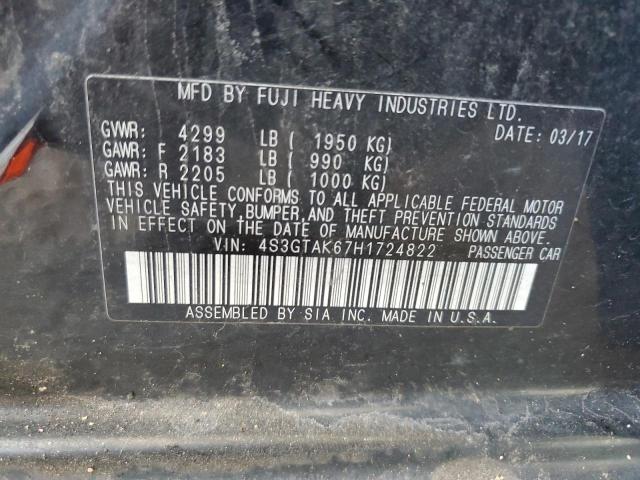 MFD BY FUJI HEAVY INDUSTRIES LTD.
GVWR: 4299 LB ( 1950 KG) DATE: 03/17
GAWR: F 2183 LB ( 990 KG)
GAWR: R 2205 LB ( 1000 KG)
THIS VEHICLE CONFORMS TO ALL APPLICABLE FEDERAL MOTOR
VEHICLE SAFETY, BUMPER, AND THEFT PREVENTION STANDARDS
IN EFFECT ON THE DATE OF MANUFACTURE SHOWN ABOVE.
VIN: 4S3GTAK67H1724822 PASSENGER CAR
ASSEMBLED BY SIA INC. MADE IN U.S.A.